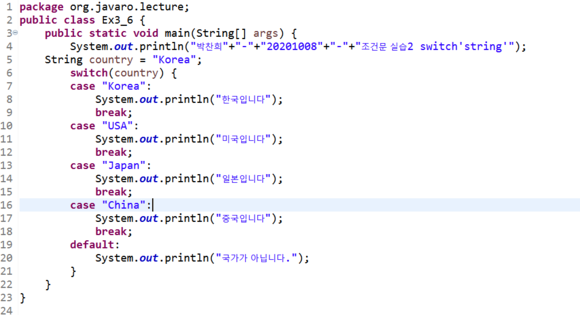 1 package org.javaro.lecture;
2 public class Ex3_6 {
3     public static void main(String[] args) {
4         System.out.println("박찬희"+"-"+"20201008"+"-"+"조건문 실습2 switch'string'");
5     String country = "Korea";
6         switch(country) {
7         case "Korea":
8             System.out.println("한국입니다");
9             break;
10         case "USA":
11             System.out.println("미국입니다");
12             break;
13         case "Japan":
14             System.out.println("일본입니다");
15             break;
16         case "China":
17             System.out.println("중국입니다");
18             break;
19         default:
20             System.out.println("국가가 아닙니다.");
21         }
22     }
23 }
24